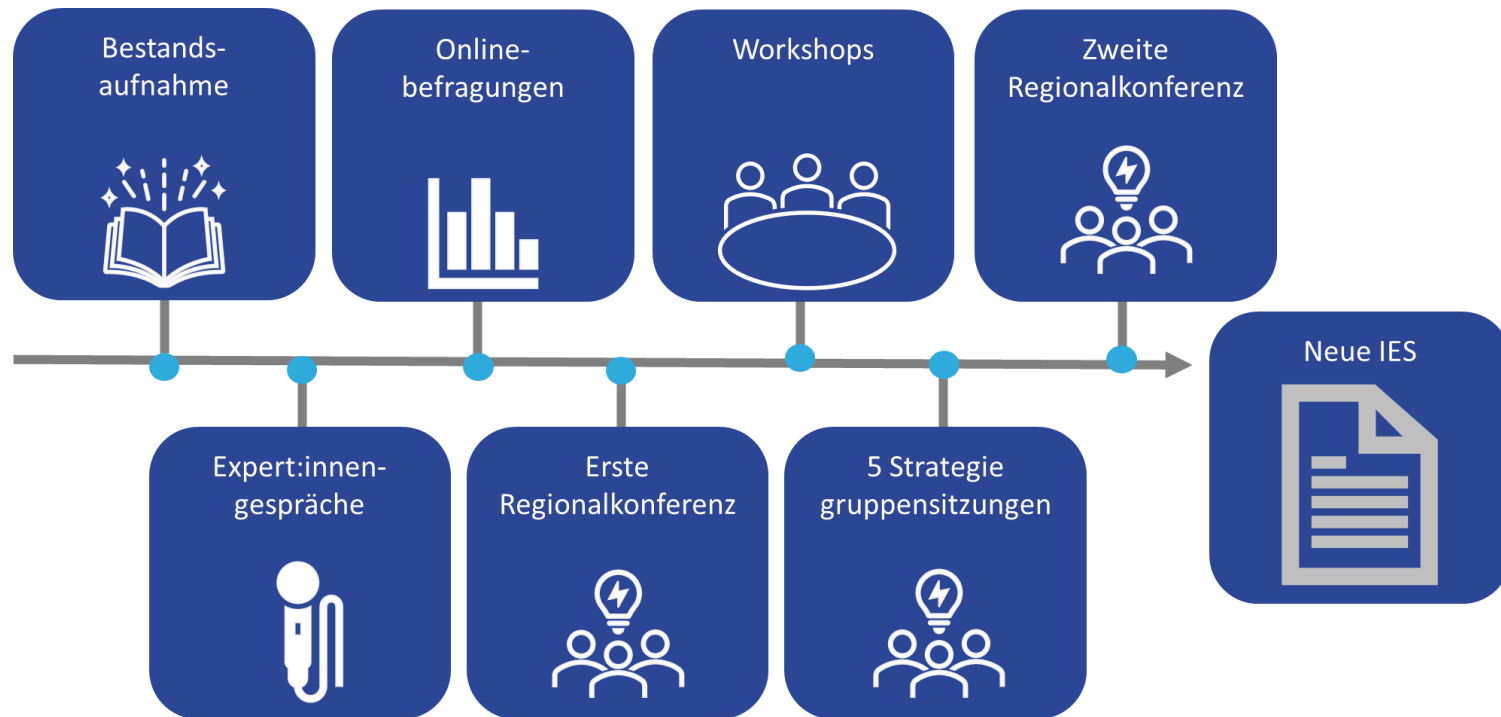 Bestands-
aufnahme
Online-
befragungen
Workshops
Zweite
Regionalkonferenz
Neue IES
Expert:innen-
gespräche
Erste
Regionalkonferenz
5 Strategie
gruppensitzungen